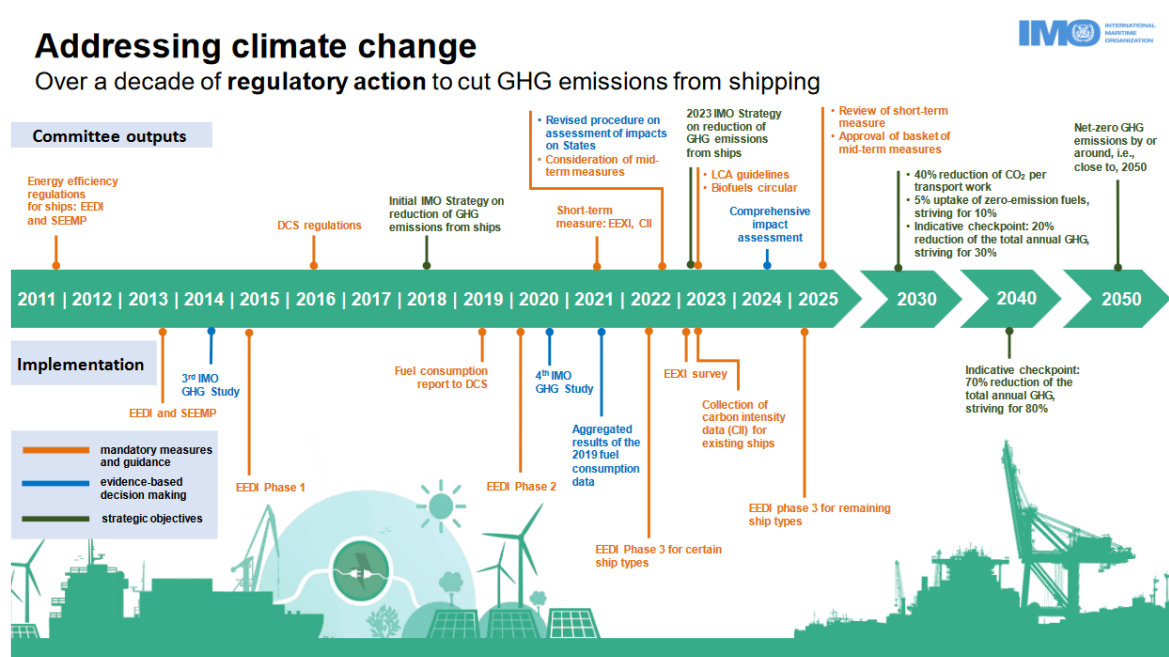 Addressing climate change
Over a decade of regulatory action to cut GHG emissions from shipping
IMO
INTERNATIONAL
MARITIME
ORGANIZATION
Committee outputs
Energy efficiency
regulations
for ships: EEDI
and SEEMP
DCS regulations
Initial IMO Strategy on
reduction of GHG
emissions from ships
• Revised procedure on
assessment of impacts
on States
• Consideration of mid-
term measures
Short-term
measure: EEXI, CII
2023 IMO Strategy
on reduction of
GHG emissions
from ships
• LCA guidelines
• Biofuels circular
Comprehensive
impact
assessment
• Review of short-term
measure
• Approval of basket of
mid-term measures
• 40% reduction of CO₂ per
transport work
• 5% uptake of zero-emission fuels,
striving for 10%
• Indicative checkpoint: 20%
reduction of the total annual GHG,
striving for 30%
Net-zero GHG
emissions by or
around, i.e.,
close to, 2050
2011 | 2012 | 2013 | 2014 | 2015 | 2016 | 2017 | 2018 | 2019 | 2020 | 2021 | 2022 | 2023 | 2024 | 2025
2030
2040
2050
Implementation
EEDI and SEEMP
3rd IMO
GHG Study
EEDI Phase 1
Fuel consumption
report to DCS
EEDI Phase 2
4th IMO
GHG Study
Aggregated
results of the
2019 fuel
consumption
data
EEDI Phase 3 for certain
ship types
EEXI survey
Collection of
carbon intensity
data (CII) for
existing ships
EEDI phase 3 for remaining
ship types
Indicative checkpoint:
70% reduction of the
total annual GHG,
striving for 80%
mandatory measures
and guidance
evidence-based
decision making
strategic objectives